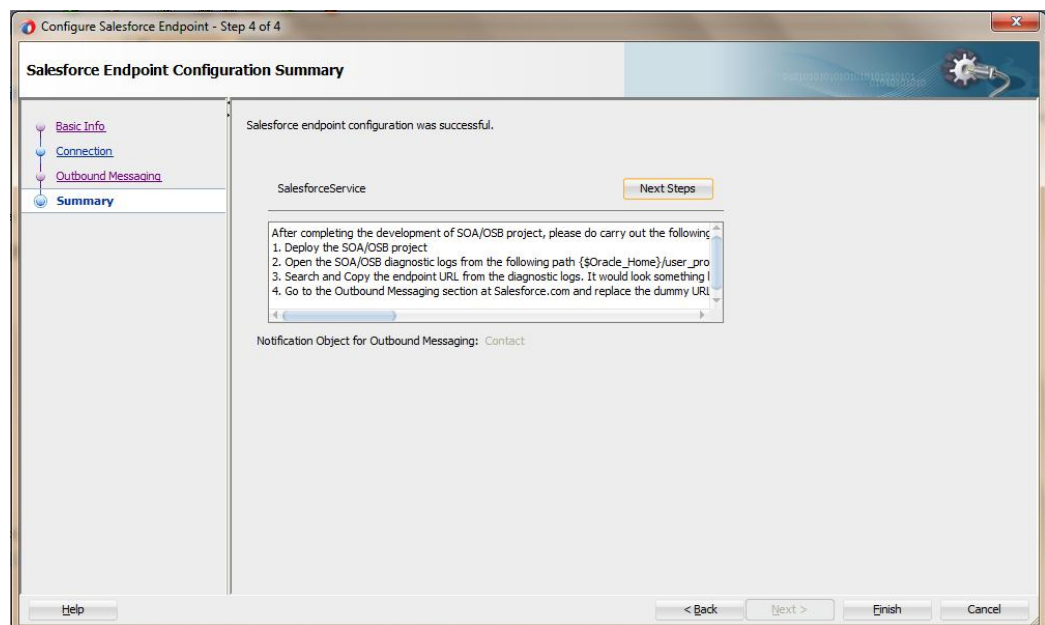 Configure Salesforce Endpoint - Step 4 of 4
Salesforce Endpoint Configuration Summary
Basic Info
Connection
Outbound Messaging
Summary
Salesforce endpoint configuration was successful.
SalesforceService
Next Steps
After completing the development of SOA/OSB project, please do carry out the following
1. Deploy the SOA/OSB project
2. Open the SOA/OSB diagnostic logs from the following path {$Oracle_Home}/user_pro
3. Search and Copy the endpoint URL from the diagnostic logs. It would look something l
4. Go to the Outbound Messaging section at Salesforce.com and replace the dummy URL
Notification Object for Outbound Messaging: Contact
Help
< Back
Next >
Finish
Cancel